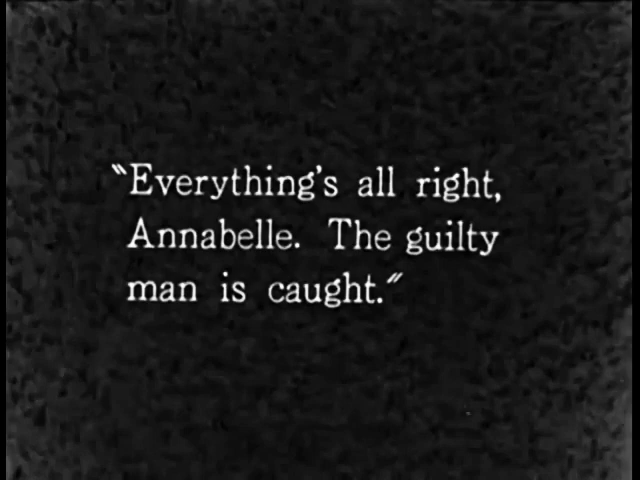 "Everything's all right,
Annabelle. The guilty
man is caught."